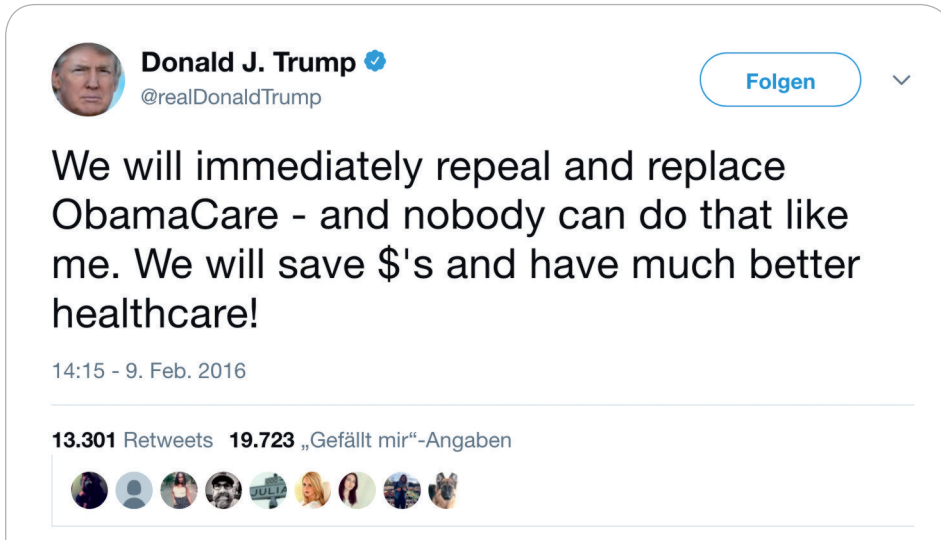 Donald J. Trump
@realDonaldTrump
Folgen
We will immediately repeal and replace
ObamaCare - and nobody can do that like
me. We will save $'s and have much better
healthcare!
14:15 - 9. Feb. 2016
13.301 Retweets 19.723 „Gefällt mir“-Angaben
JULIA